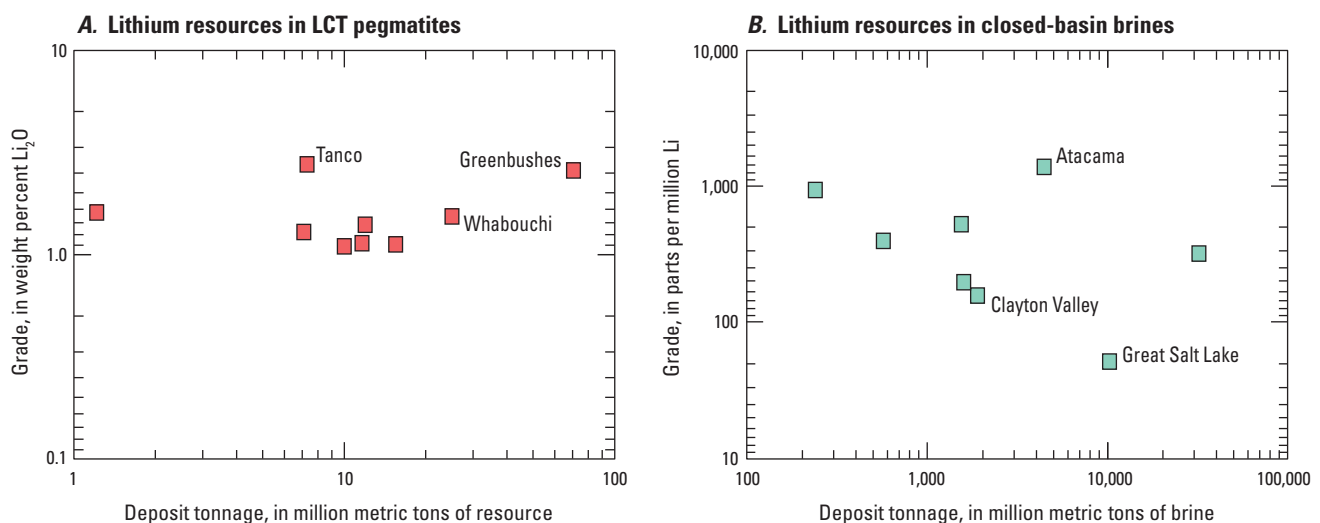 A. Lithium resources in LCT pegmatites
10
1.0
0.1
Grade, in weight percent Li₂O
Tanco
Greenbushes
Whabouchi
1
10
100
Deposit tonnage, in million metric tons of resource
B. Lithium resources in closed-basin brines
10,000
1,000
100
10
Grade, in parts per million Li
Atacama
Clayton Valley
Great Salt Lake
100
1,000
10,000
100,000
Deposit tonnage, in million metric tons of brine